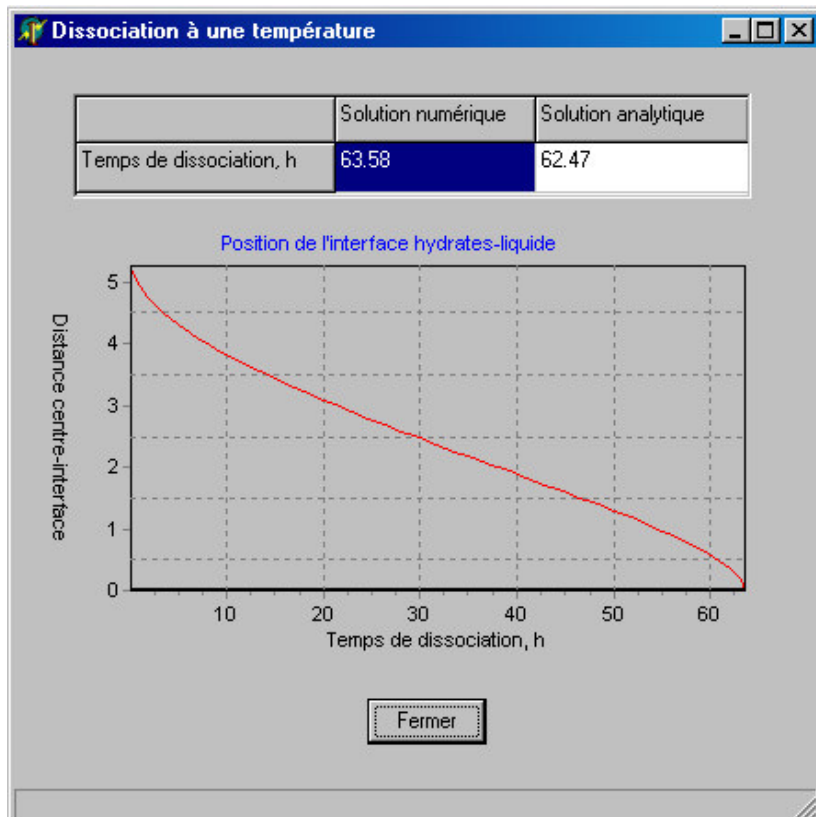 Dissociation à une température
Solution numérique Solution analytique
Temps de dissociation, h 63.58 62.47
Position de l'interface hydrates-liquide
Distance centre-interface
5
4
3
2
1
0
10 20 30 40 50 60
Temps de dissociation, h
Fermer